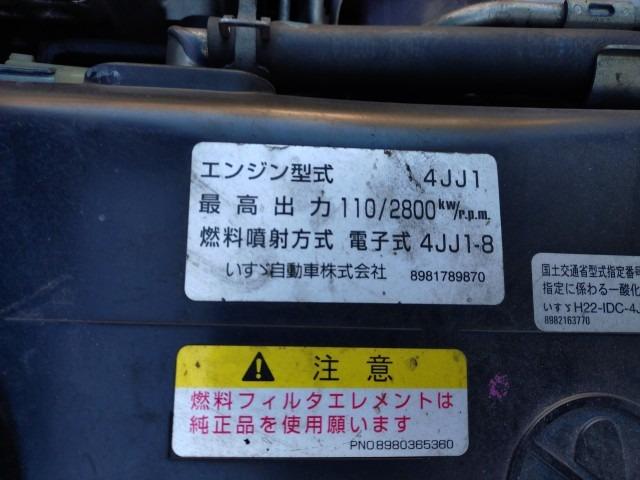 エンジン型式 4JJ1
最高出力 110/2800kw/r.p.m.
燃料噴射方式 電子式 4JJ1-8
いすゞ自動車株式会社 8981789870
国土交通省型式指定番号
指定に係わる一酸化
いすゞH22-IDC-4J
8982163770
注意
燃料フィルタエレメントは
純正品を使用願います
PNO8980365360